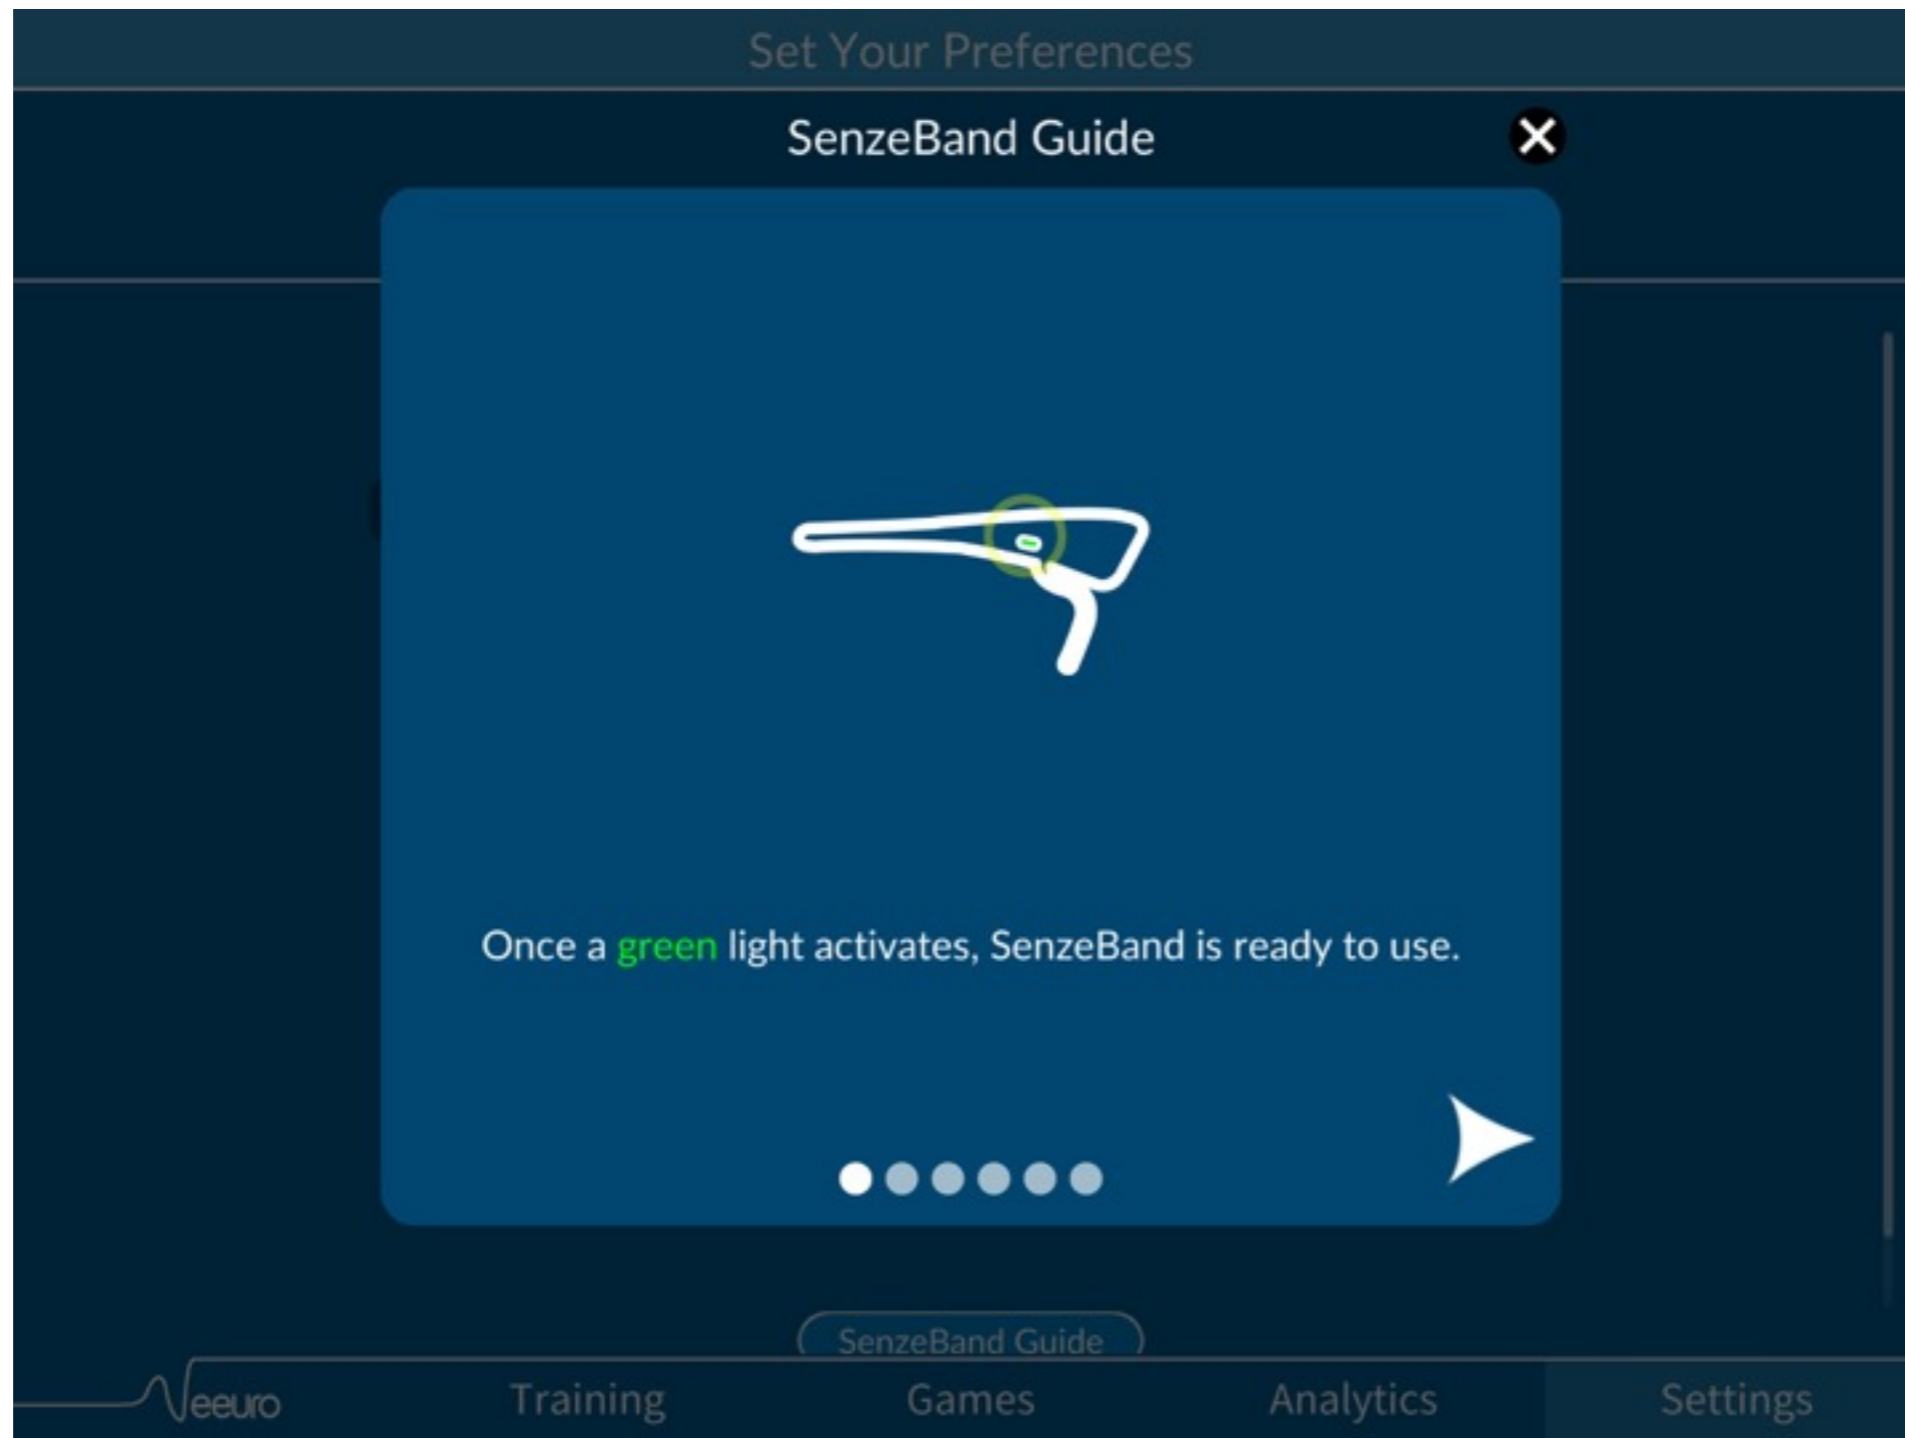 Set Your Preferences
SenzeBand Guide
Once a green light activates, SenzeBand is ready to use.
SenzeBand Guide
Neeuro
Training
Games
Analytics
Settings